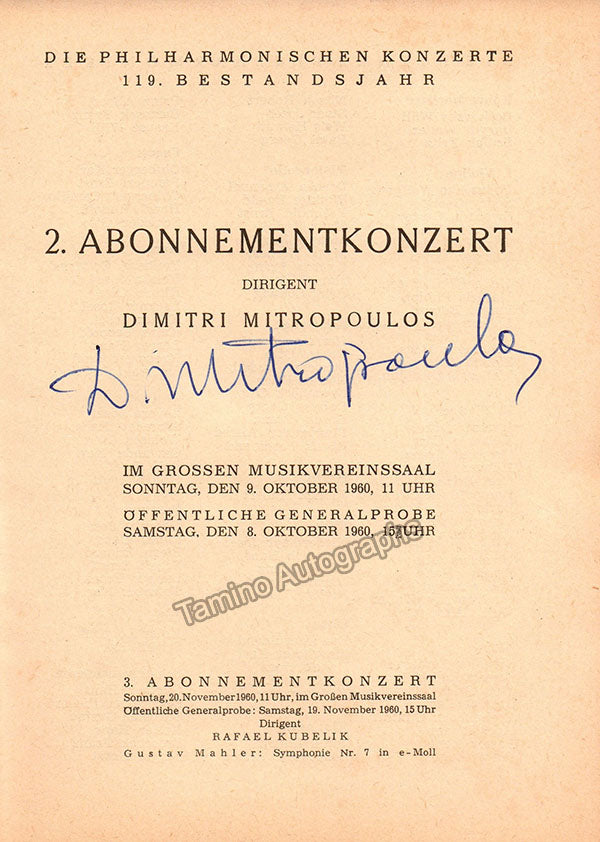 DIE PHILHARMONISCHEN KONZERTE
119. BESTANDSJAHR
2. ABONNEMENTKONZERT
DIRIGENT
DIMITRI MITROPOULOS
D. Mitropoulos
IM GROSSEN MUSIKVEREINSSAAL
SONNTAG, DEN 9. OKTOBER 1960, 11 UHR
ÖFFENTLICHE GENERALPROBE
SAMSTAG, DEN 8. OKTOBER 1960, 15 UHR
Tamino Autographs
3. ABONNEMENTKONZERT
Sonntag, 20. November 1960, 11 Uhr, im Großen Musikvereinssaal
Öffentliche Generalprobe: Samstag, 19. November 1960, 15 Uhr
Dirigent
RAFAEL KUBELIK
Gustav Mahler: Symphonie Nr. 7 in e-Moll